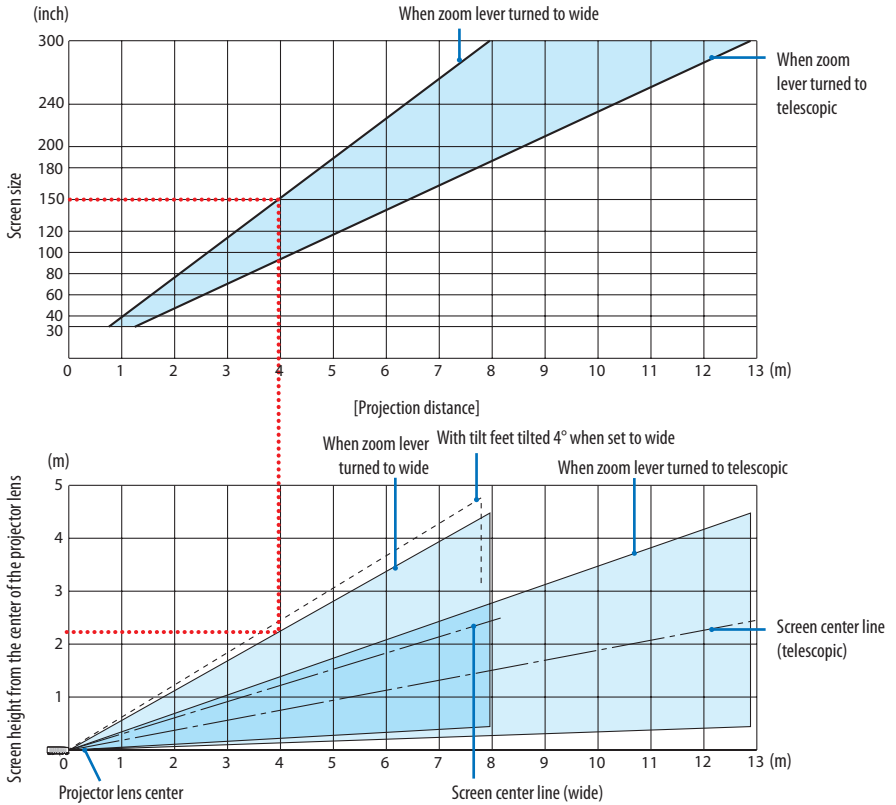 (inch)
When zoom lever turned to wide
When zoom
lever turned to
telescopic
Screen size
300
240
200
180
150
120
100
80
60
40
30
0 1 2 3 4 5 6 7 8 9 10 11 12 13 (m)
[Projection distance]
When zoom lever
turned to wide
With tilt feet tilted 4° when set to wide
When zoom lever turned to telescopic
(m)
Screen height from the center of the projector lens
5
4
3
2
1
Screen center line
(telescopic)
0 1 2 3 4 5 6 7 8 9 10 11 12 13 (m)
Projector lens center
Screen center line (wide)